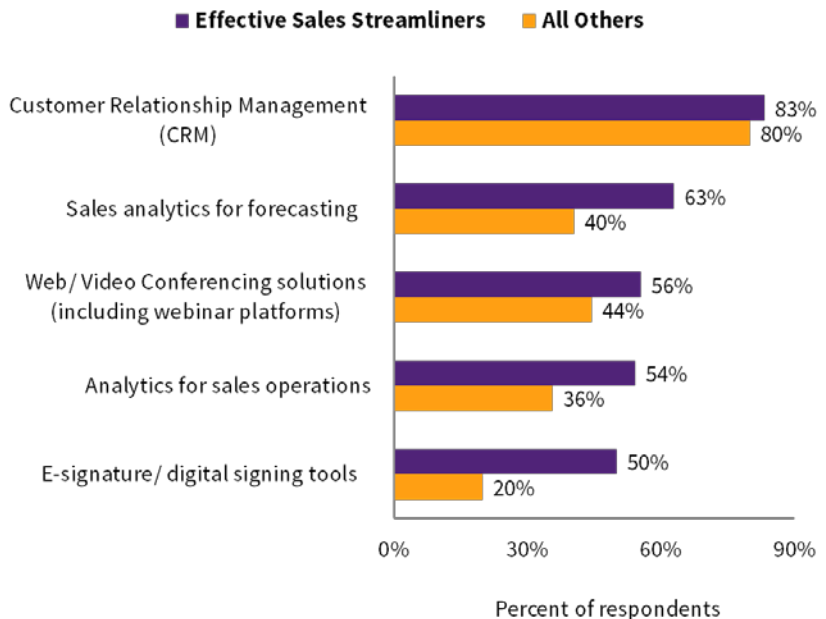 Effective Sales Streamliners All Others
Customer Relationship Management
(CRM)
83%
80%
Sales analytics for forecasting
63%
40%
Web/ Video Conferencing solutions
(including webinar platforms)
56%
44%
Analytics for sales operations
54%
36%
E-signature/ digital signing tools
50%
20%
0% 30% 60% 90%
Percent of respondents